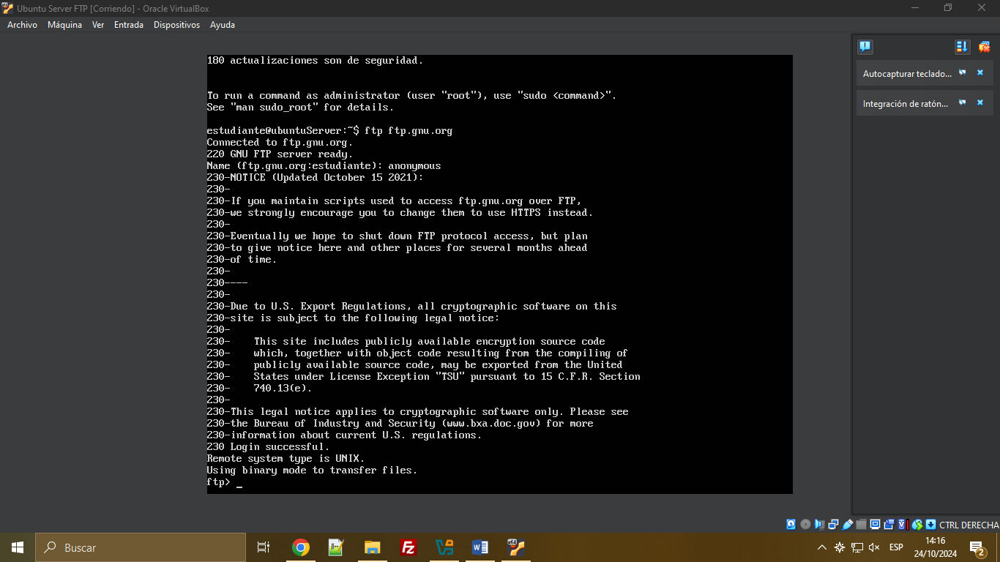 Ubuntu Server FTP [Corriendo] - Oracle VirtualBox
Archivo Máquina Ver Entrada Dispositivos Ayuda
180 actualizaciones son de seguridad.
To run a command as administrator (user "root"), use "sudo <command>".
See "man sudo_root" for details.
estudiante@ubuntuServer:~$ ftp ftp.gnu.org
Connected to ftp.gnu.org.
220 GNU FTP server ready.
Name (ftp.gnu.org:estudiante): anonymous
230-NOTICE (Updated October 15 2021):
230-
230-If you maintain scripts used to access ftp.gnu.org over FTP,
230-we strongly encourage you to change them to use HTTPS instead.
230-
230-Eventually we hope to shut down FTP protocol access, but plan
230-to give notice here and other places for several months ahead
230-of time.
230-
230----
230-
230-Due to U.S. Export Regulations, all cryptographic software on this
230-site is subject to the following legal notice:
230-
230-    This site includes publicly available encryption source code
230-    which, together with object code resulting from the compiling of
230-    publicly available source code, may be exported from the United
230-    States under License Exception "TSU" pursuant to 15 C.F.R. Section
230-    740.13(e).
230-
230-This legal notice applies to cryptographic software only. Please see
230-the Bureau of Industry and Security (www.bxa.doc.gov) for more
230-information about current U.S. regulations.
230 Login successful.
Remote system type is UNIX.
Using binary mode to transfer files.
ftp> _
Autocapturar teclado...
Integración de ratón...
CTRL DERECHA
Buscar
ESP
14:16
24/10/2024
2